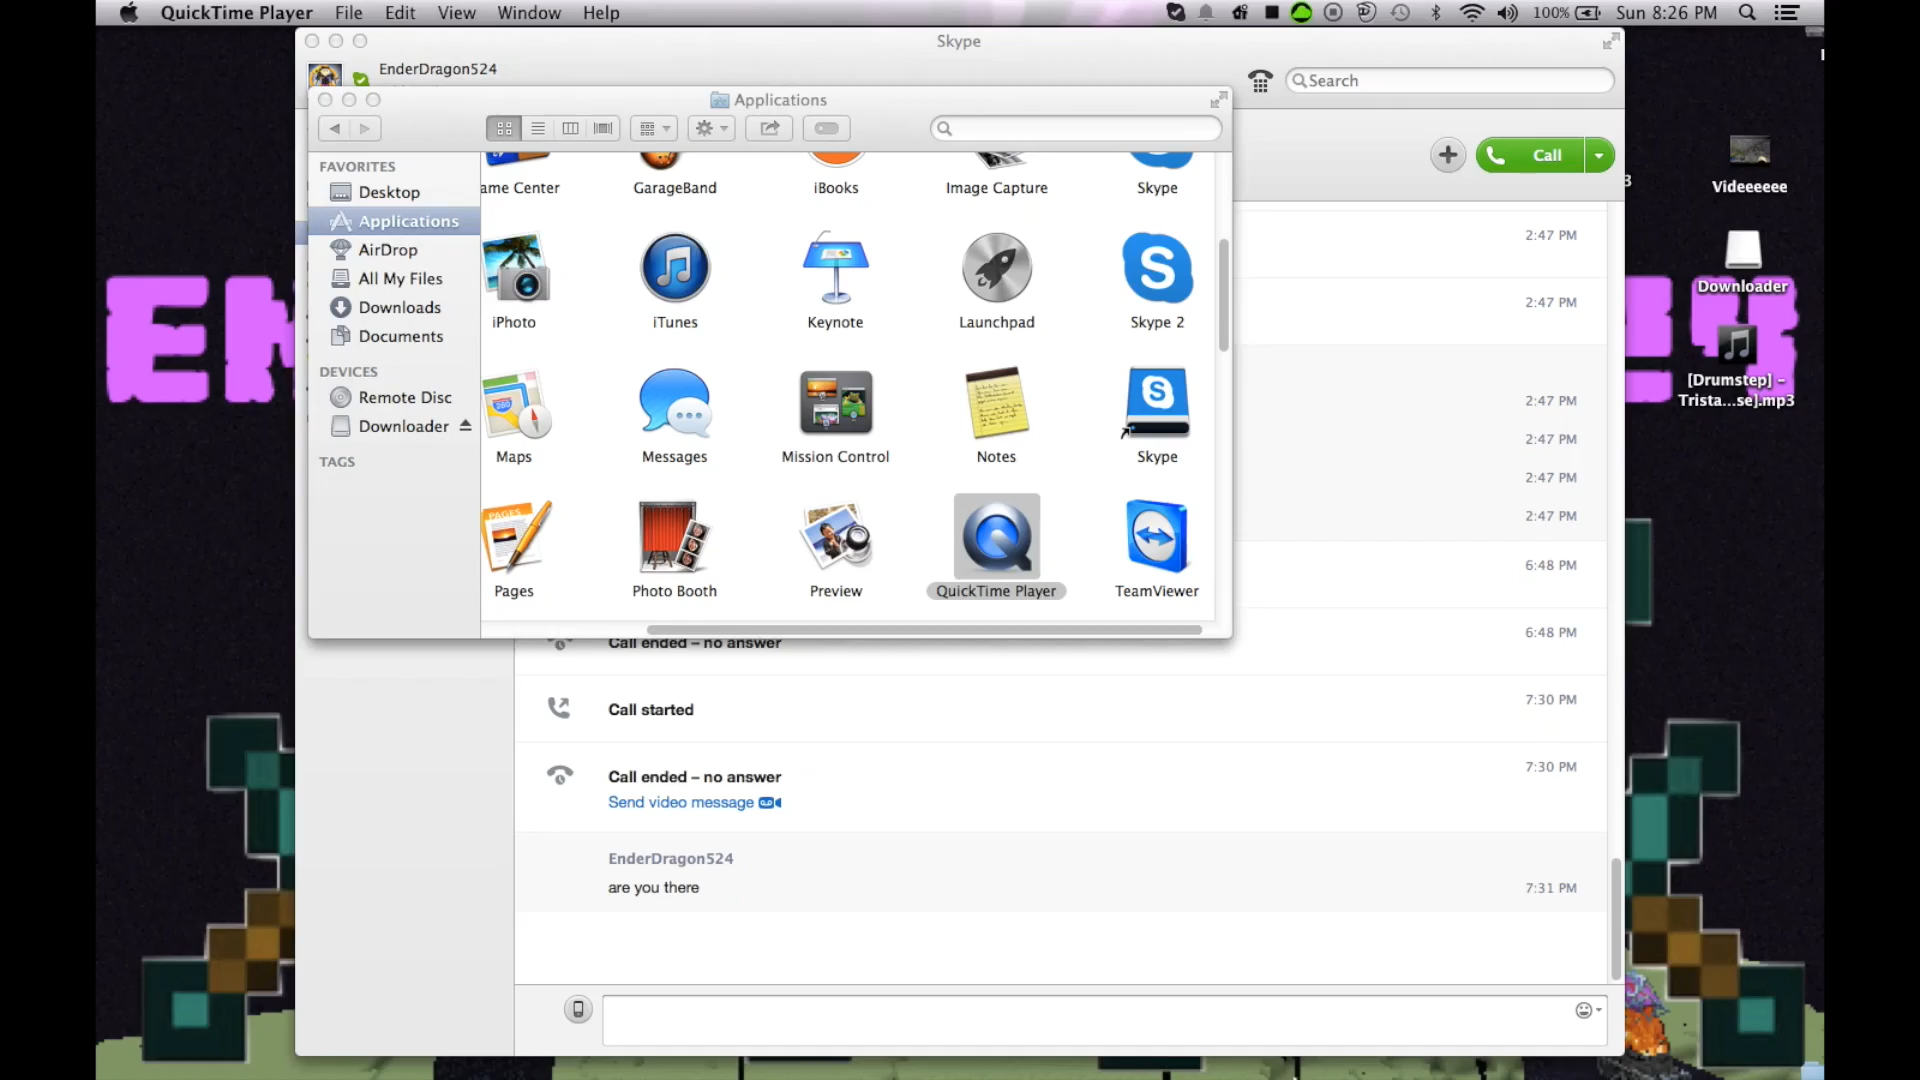 QuickTime Player File Edit View Window Help 100% Sun 8:26 PM
Skype
EnderDragon524
Search
Applications
Call
FAVORITES
Desktop
Applications
AirDrop
All My Files
Downloads
Documents
DEVICES
Remote Disc
Downloader
TAGS
ame Center GarageBand iBooks Image Capture Skype
iPhoto iTunes Keynote Launchpad Skype 2
Maps Messages Mission Control Notes Skype
PAGES
Pages Photo Booth Preview QuickTime Player TeamViewer
2:47 PM
2:47 PM
2:47 PM
2:47 PM
2:47 PM
2:47 PM
6:48 PM
Call ended – no answer 6:48 PM
Call started 7:30 PM
Call ended – no answer 7:30 PM
Send video message
EnderDragon524
are you there 7:31 PM
3
Videeeeee
Downloader
[Drumstep] –
Trista...se].mp3